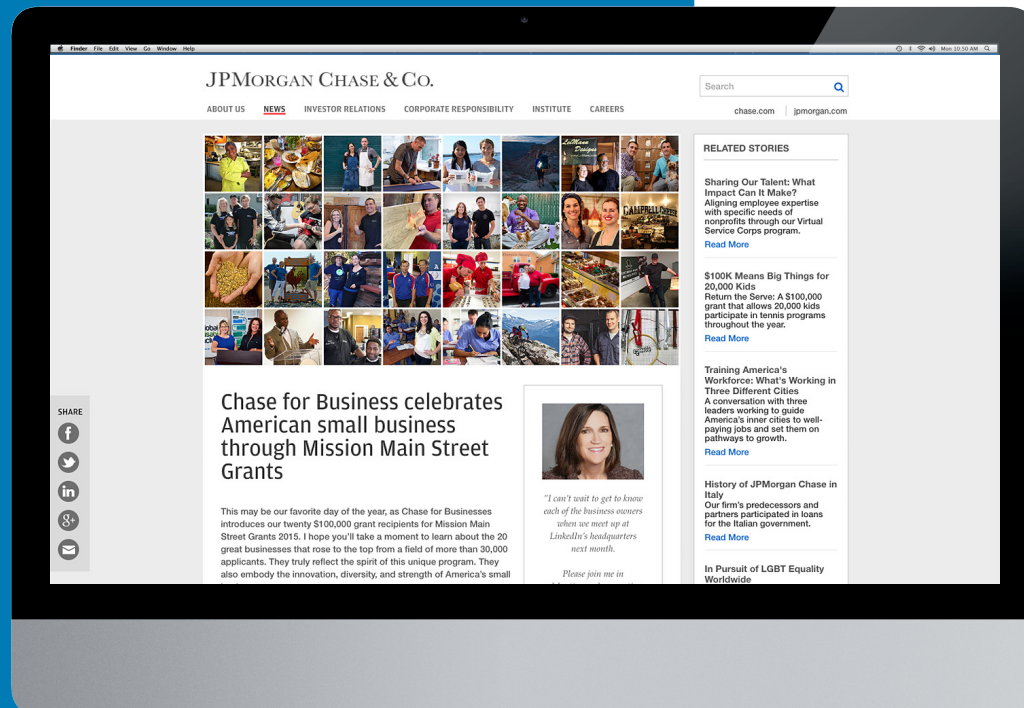 Finder File Edit View Go Window Help
Mon 10:50 AM
JPMORGAN CHASE & CO.
Search
ABOUT US NEWS INVESTOR RELATIONS CORPORATE RESPONSIBILITY INSTITUTE CAREERS
chase.com | jpmorgan.com
LeiMana
Designs
CAMPBELL CHEESE
SHARE
Chase for Business celebrates
American small business
through Mission Main Street
Grants
This may be our favorite day of the year, as Chase for Businesses
introduces our twenty $100,000 grant recipients for Mission Main
Street Grants 2015. I hope you'll take a moment to learn about the 20
great businesses that rose to the top from a field of more than 30,000
applicants. They truly reflect the spirit of this unique program. They
also embody the innovation, diversity, and strength of America's small
"I can't wait to get to know
each of the business owners
when we meet up at
LinkedIn's headquarters
next month.
Please join me in
RELATED STORIES
Sharing Our Talent: What
Impact Can It Make?
Aligning employee expertise
with specific needs of
nonprofits through our Virtual
Service Corps program.
Read More
$100K Means Big Things for
20,000 Kids
Return the Serve: A $100,000
grant that allows 20,000 kids
participate in tennis programs
throughout the year.
Read More
Training America's
Workforce: What's Working in
Three Different Cities
A conversation with three
leaders working to guide
America's inner cities to well-
paying jobs and set them on
pathways to growth.
Read More
History of JPMorgan Chase in
Italy
Our firm's predecessors and
partners participated in loans
for the Italian government.
Read More
In Pursuit of LGBT Equality
Worldwide